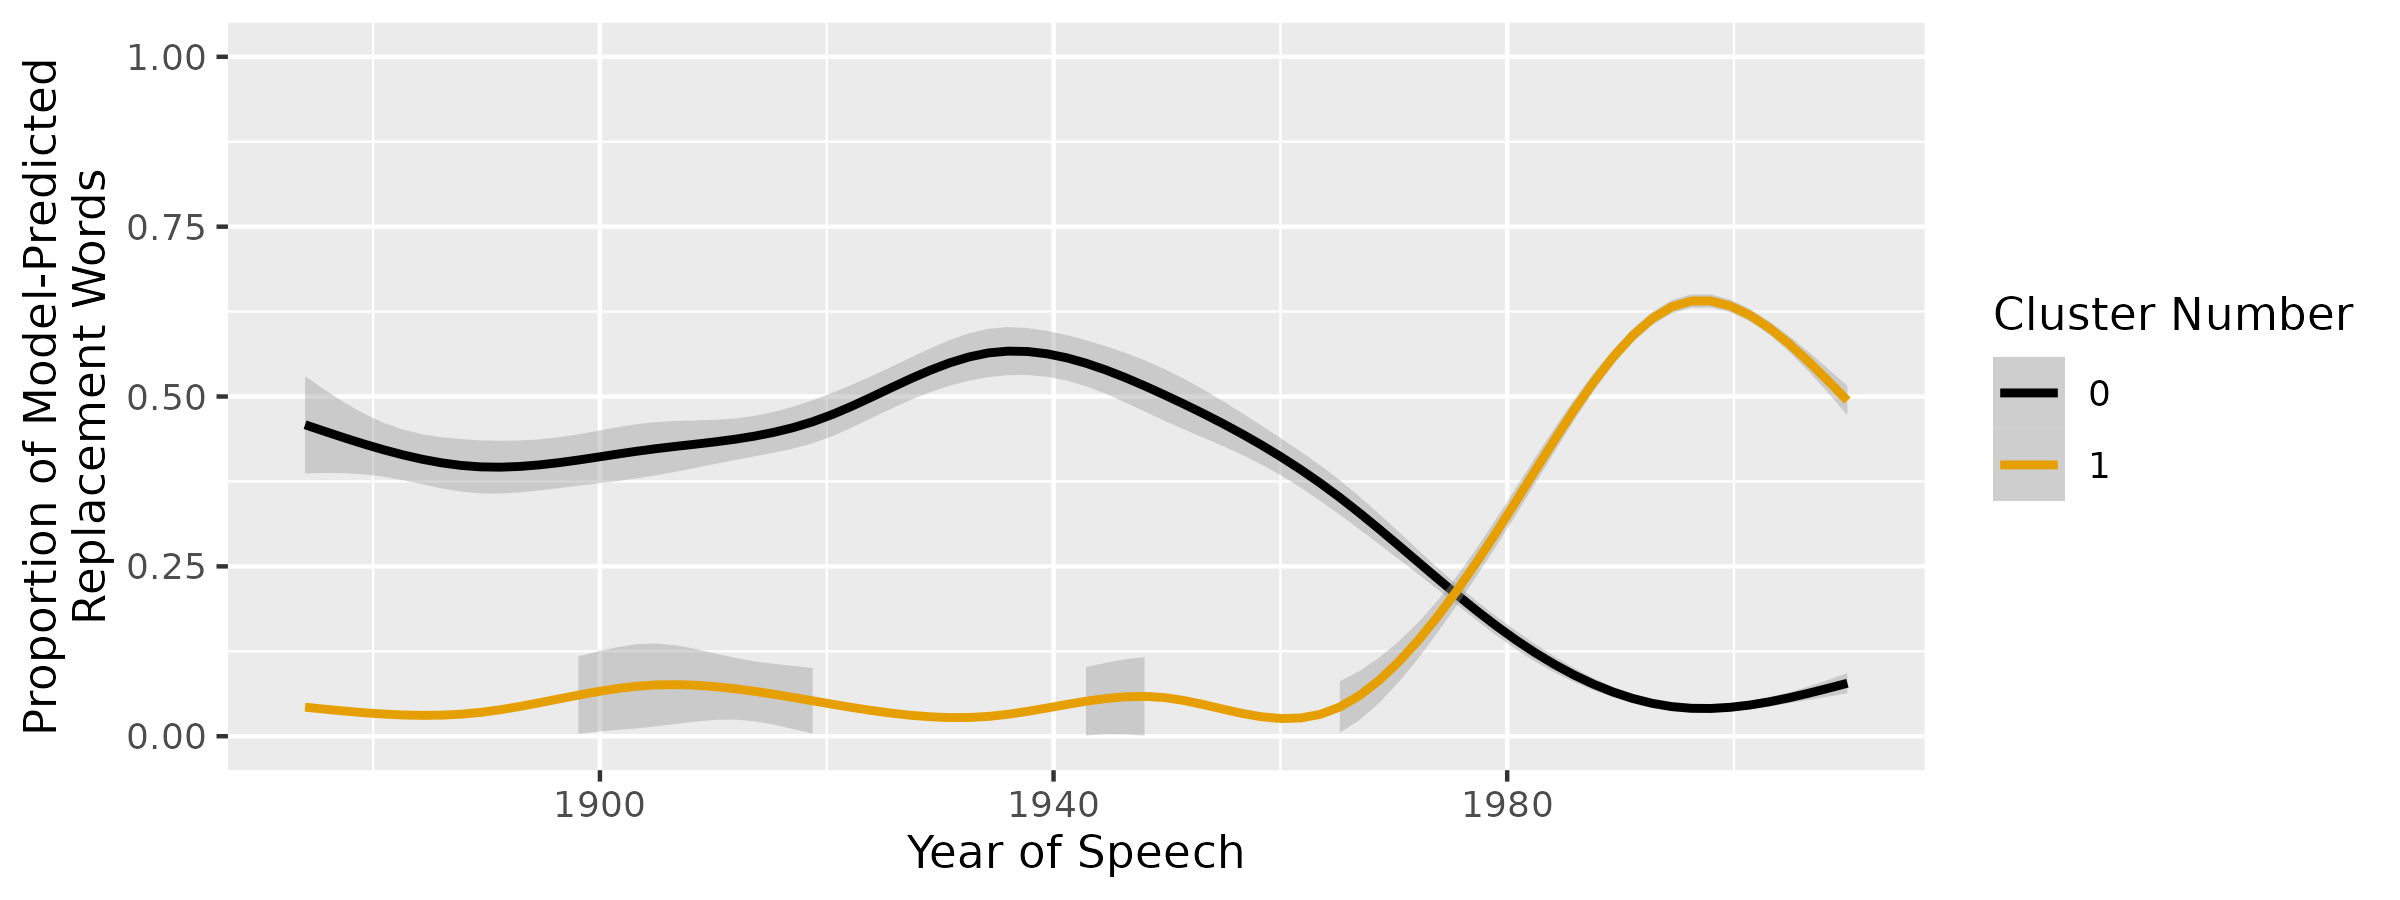 Proportion of Model-Predicted
Replacement Words
1.00
0.75
0.50
0.25
0.00
1900
1940
1980
Year of Speech
Cluster Number
0
1